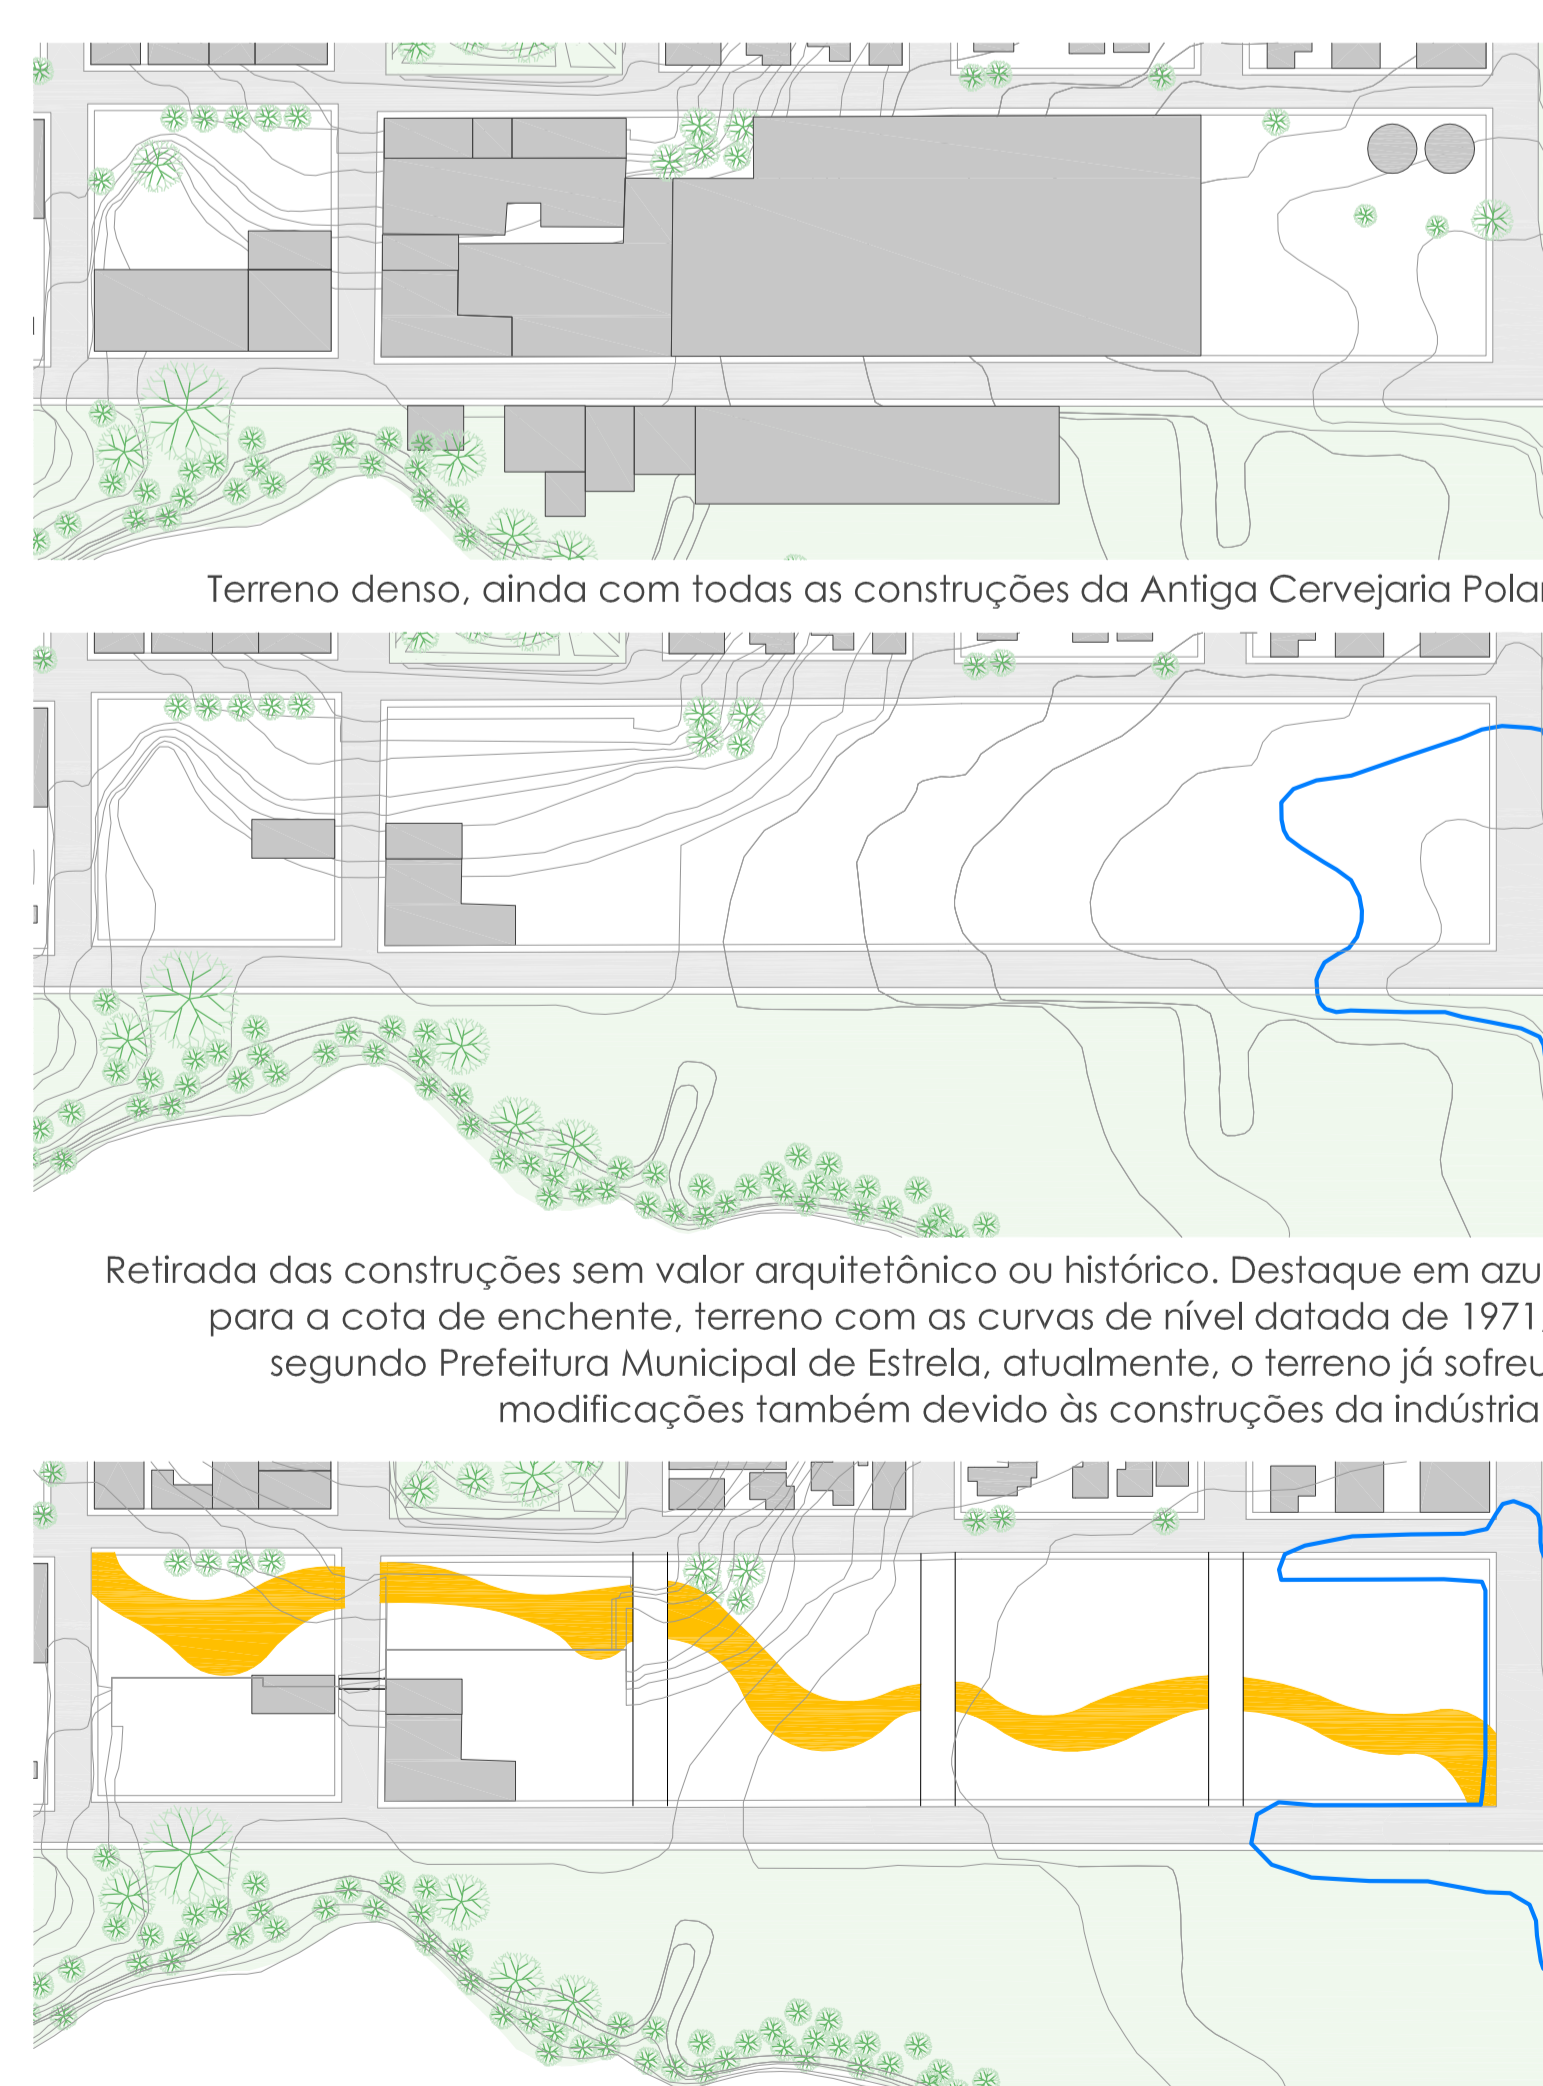 Terreno denso, ainda com todas as construções da Antiga Cervejaria Polar
Retirada das construções sem valor arquitetônico ou histórico. Destaque em azu
para a cota de enchente, terreno com as curvas de nível datada de 1971,
segundo Prefeitura Municipal de Estrela, atualmente, o terreno já sofreu
modificações também devido às construções da indústria